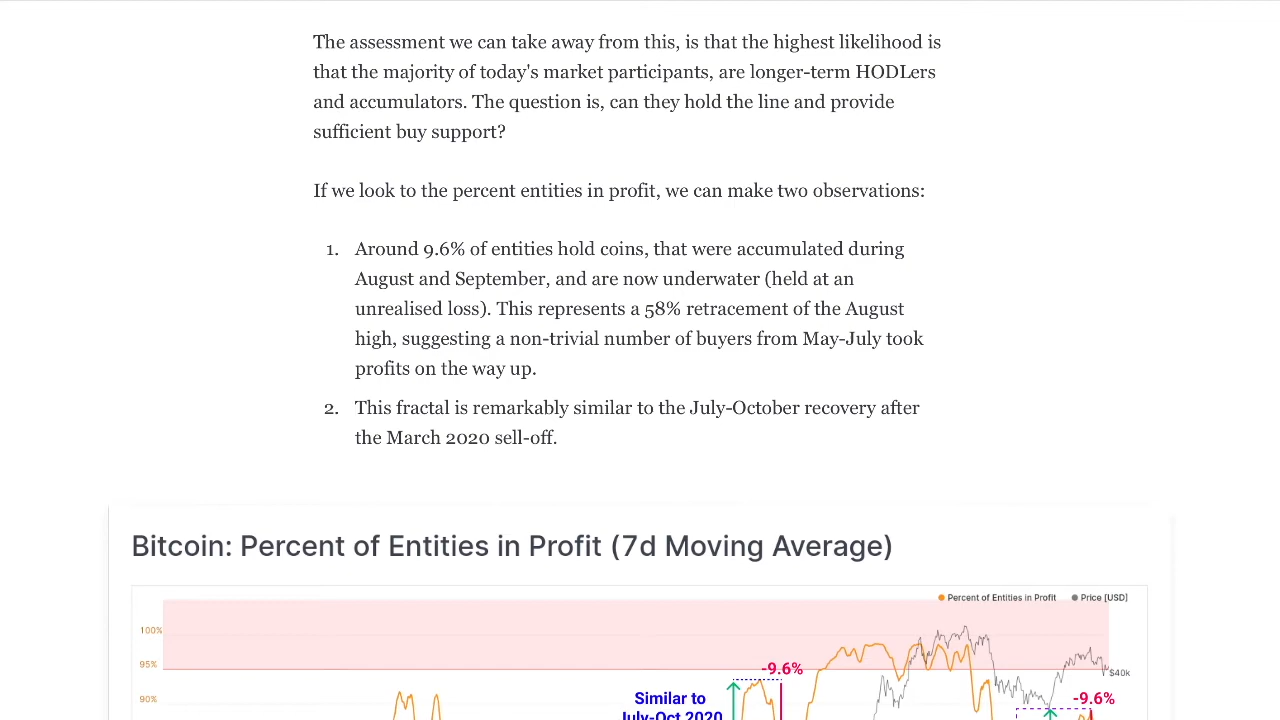 The assessment we can take away from this, is that the highest likelihood is
that the majority of today's market participants, are longer-term HODLers
and accumulators. The question is, can they hold the line and provide
sufficient buy support?
If we look to the percent entities in profit, we can make two observations:
1. Around 9.6% of entities hold coins, that were accumulated during
August and September, and are now underwater (held at an
unrealised loss). This represents a 58% retracement of the August
high, suggesting a non-trivial number of buyers from May-July took
profits on the way up.
2. This fractal is remarkably similar to the July-October recovery after
the March 2020 sell-off.
Bitcoin: Percent of Entities in Profit (7d Moving Average)
Percent of Entities in Profit Price [USD]
100%
95%
-9.6%
$40k
90%
Similar to
-9.6%
July-Oct 2020